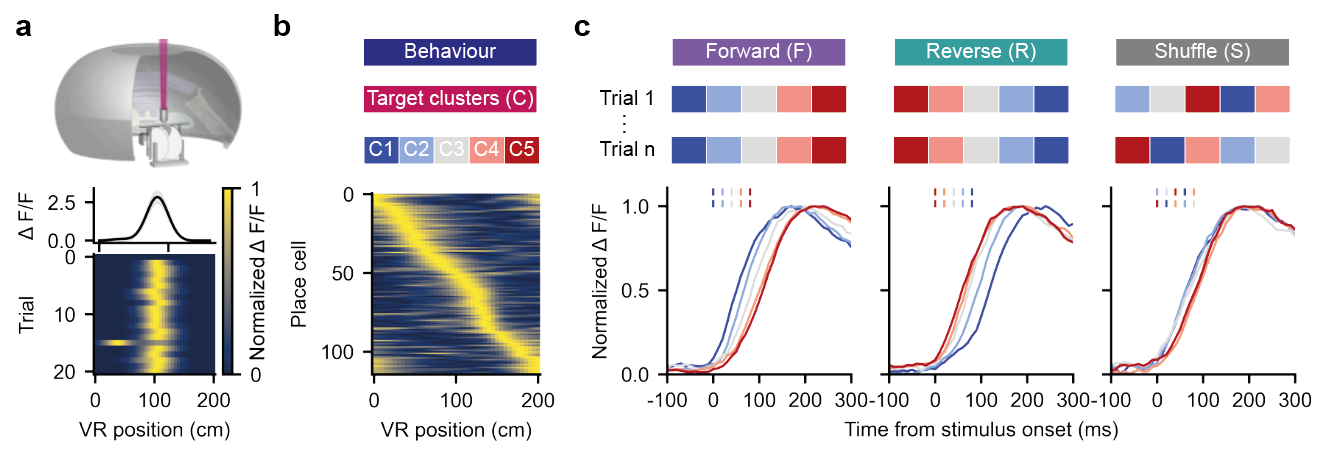 a
b
c
Behaviour
Target clusters (C)
C1 C2 C3 C4 C5
Forward (F)
Reverse (R)
Shuffle (S)
Trial 1
Trial n
Δ F/F
2.5
0.0
Trial
0
10
20
0 100 200
VR position (cm)
1
0
Normalized Δ F/F
Place cell
0
50
100
0 200
VR position (cm)
Normalized Δ F/F
1.0
0.5
0.0
-100 0 100 200 300
-100 0 100 200 300
-100 0 100 200 300
Time from stimulus onset (ms)